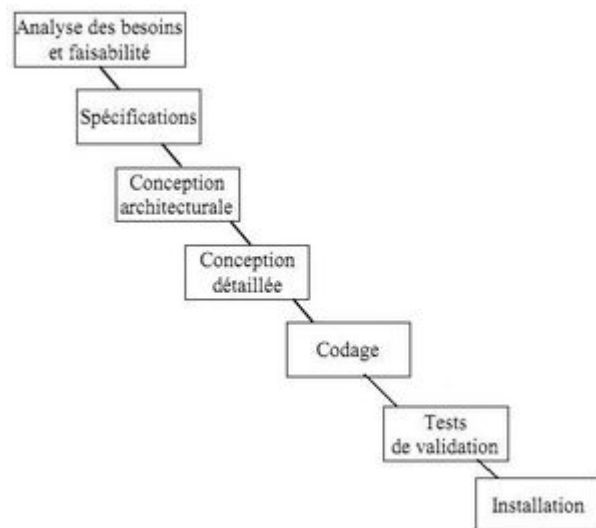 Analyse des besoins
et faisabilité
Spécifications
Conception
architecturale
Conception
détaillée
Codage
Tests
de validation
Installation